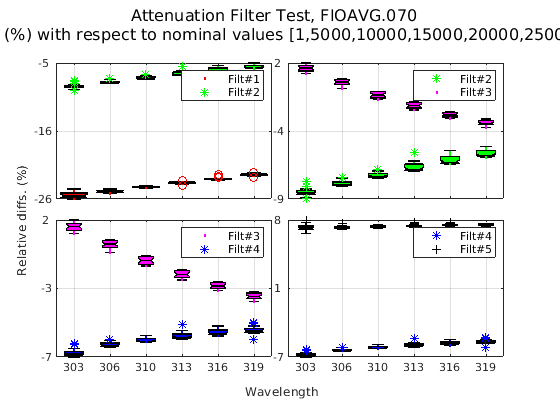 Attenuation Filter Test, FIOAVG.070
(%) with respect to nominal values [1,5000,10000,15000,20000,2500
-5
-16
-26
Filt#1
Filt#2
2
-4
-9
Filt#2
Filt#3
Relative diffs. (%)
2
-3
-7
Filt#3
Filt#4
303 306 310 313 316 319
8
1
-7
Filt#4
Filt#5
303 306 310 313 316 319
Wavelength